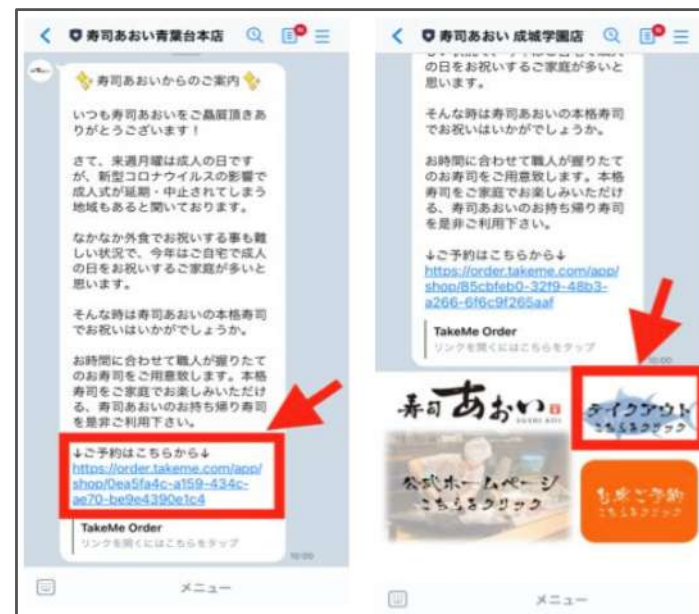 寿司あおい青葉台本店
✨寿司あおいからのご案内✨
いつも寿司あおいをご贔屓頂きあ
りがとうございます！
さて、来週月曜は成人の日です
が、新型コロナウイルスの影響で
成人式が延期・中止されてしまう
地域もあると聞いております。
なかなか外食でお祝いする事も難
しい状況で、今年はご自宅で成人
の日をお祝いするご家庭が多いと
思います。
そんな時は寿司あおいの本格寿司
でお祝いはいかがでしょうか。
お時間に合わせて職人が握りたて
のお寿司をご用意致します。本格
寿司をご家庭でお楽しみいただけ
る、寿司あおいのお持ち帰り寿司
を是非ご利用下さい。
↓ご予約はこちらから↓
https://order.takeme.com/app/
shop/0ea5fa4c-a159-434c-
ae70-be9e4390e1c4
TakeMe Order
リンクを開くにはこちらをタップ
10:00
メニュー
寿司あおい 成城学園店
の日をお祝いするご家庭が多いと
思います。
そんな時は寿司あおいの本格寿司
でお祝いはいかがでしょうか。
お時間に合わせて職人が握りたて
のお寿司をご用意致します。本格
寿司をご家庭でお楽しみいただけ
る、寿司あおいのお持ち帰り寿司
を是非ご利用下さい。
↓ご予約はこちらから↓
https://order.takeme.com/app/
shop/85cbfeb0-32f9-48b3-
a266-6f6c9f265aaf
TakeMe Order
リンクを開くにはこちらをタップ
10:00
寿司あおい
SUSHI AOI
テイクアウト
こちらをクリック
公式ホームページ
こちらをクリック
ご予約
こちらをクリック
メニュー